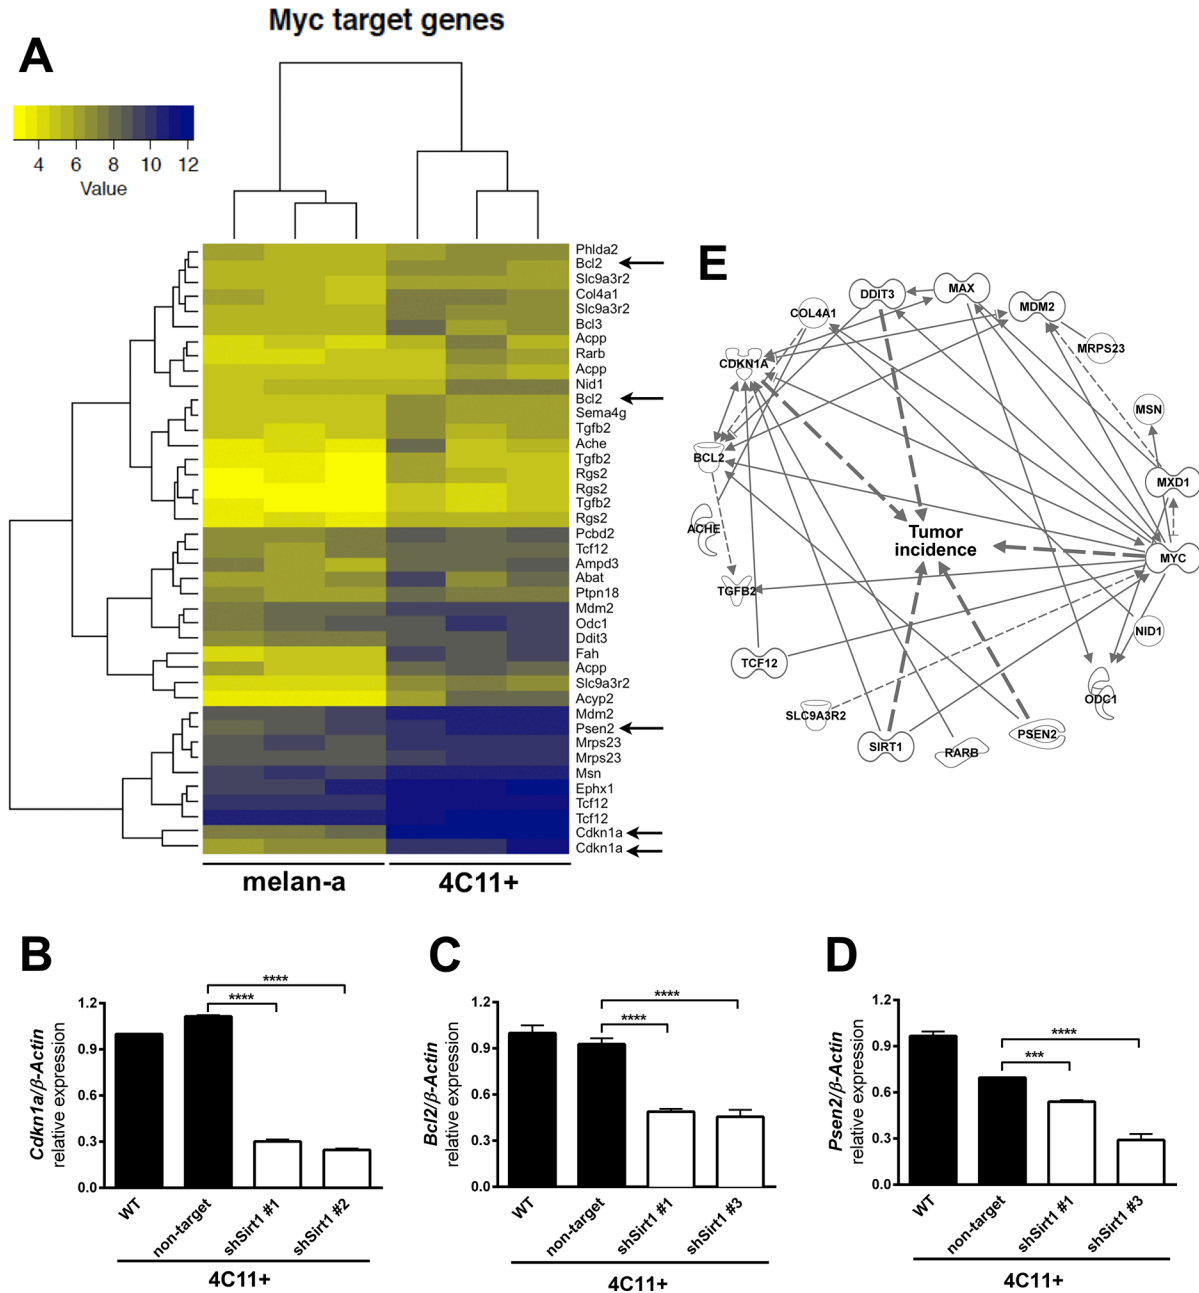 Myc target genes
A
4 6 8 10 12
Value
Phlda2
Bcl2
Slc9a3r2
Col4a1
Slc9a3r2
Bcl3
Acpp
Rarb
Acpp
Nid1
Bcl2
Sema4g
Tgfb2
Ache
Tgfb2
Rgs2
Rgs2
Tgfb2
Rgs2
Pcbd2
Tcf12
Ampd3
Abat
Ptpn18
Mdm2
Odc1
Ddit3
Fah
Acpp
Slc9a3r2
Acyp2
Mdm2
Psen2
Mrps23
Mrps23
Msn
Ephx1
Tcf12
Tcf12
Cdkn1a
Cdkn1a
melan-a 4C11+
E
MAX
DDIT3
MDM2
COL4A1
MRPS23
CDKN1A
MSN
BCL2
MXD1
ACHE
Tumor
incidence
MYC
TGFB2
NID1
TCF12
ODC1
SLC9A3R2
PSEN2
SIRT1
RARB
B
Cdkn1a/β-Actin
relative expression
1.2
0.9
0.6
0.3
0.0
****
****
WT
non-target
shSirt1 #1
shSirt1 #2
4C11+
C
Bcl2/β-Actin
relative expression
1.2
0.9
0.6
0.3
0.0
****
****
WT
non-target
shSirt1 #1
shSirt1 #3
4C11+
D
Psen2/β-Actin
relative expression
1.2
0.9
0.6
0.3
0.0
****
***
WT
non-target
shSirt1 #1
shSirt1 #3
4C11+